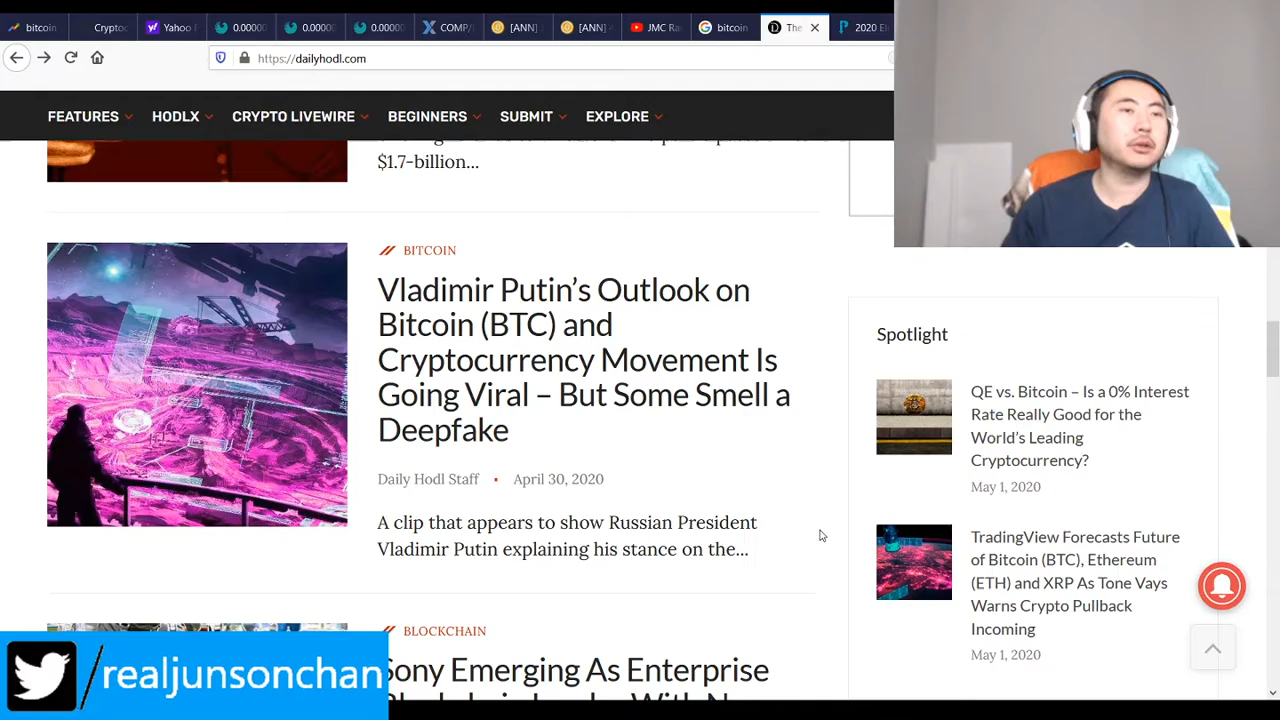 bitcoin
Crypto
Yahoo
0.00000
0.00000
0.00000
COMP/
[ANN]
[ANN]
JMC Ra
bitcoin
The
2020 El
https://dailyhodl.com
FEATURES
HODLX
CRYPTO LIVEWIRE
BEGINNERS
SUBMIT
EXPLORE
$1.7-billion...
BITCOIN
Vladimir Putin’s Outlook on
Bitcoin (BTC) and
Cryptocurrency Movement Is
Going Viral – But Some Smell a
Deepfake
Daily Hodl Staff • April 30, 2020
A clip that appears to show Russian President
Vladimir Putin explaining his stance on the...
BLOCKCHAIN
Sony Emerging As Enterprise
Spotlight
QE vs. Bitcoin – Is a 0% Interest
Rate Really Good for the
World’s Leading
Cryptocurrency?
May 1, 2020
TradingView Forecasts Future
of Bitcoin (BTC), Ethereum
(ETH) and XRP As Tone Vays
Warns Crypto Pullback
Incoming
May 1, 2020
/realjunsonchan